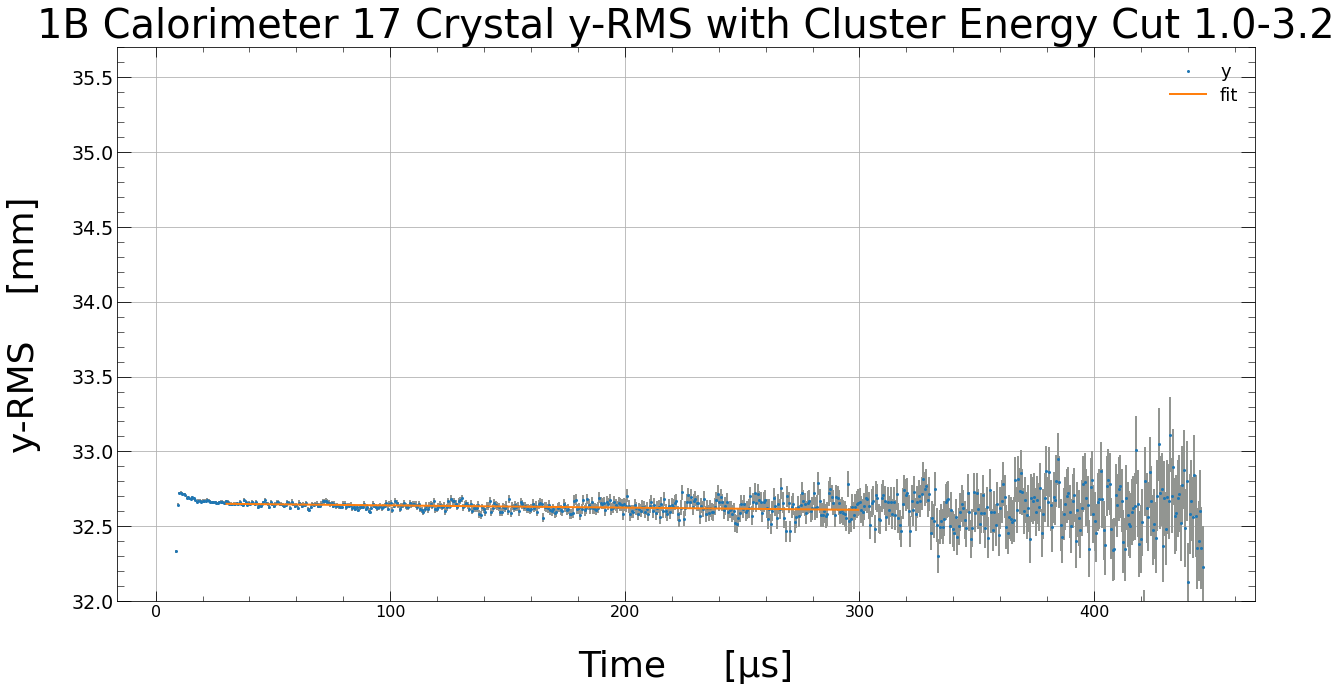 1B Calorimeter 17 Crystal y-RMS with Cluster Energy Cut 1.0-3.2
y
fit
35.5
35.0
34.5
34.0
33.5
33.0
32.5
32.0
y-RMS [mm]
0 100 200 300 400
Time [µs]